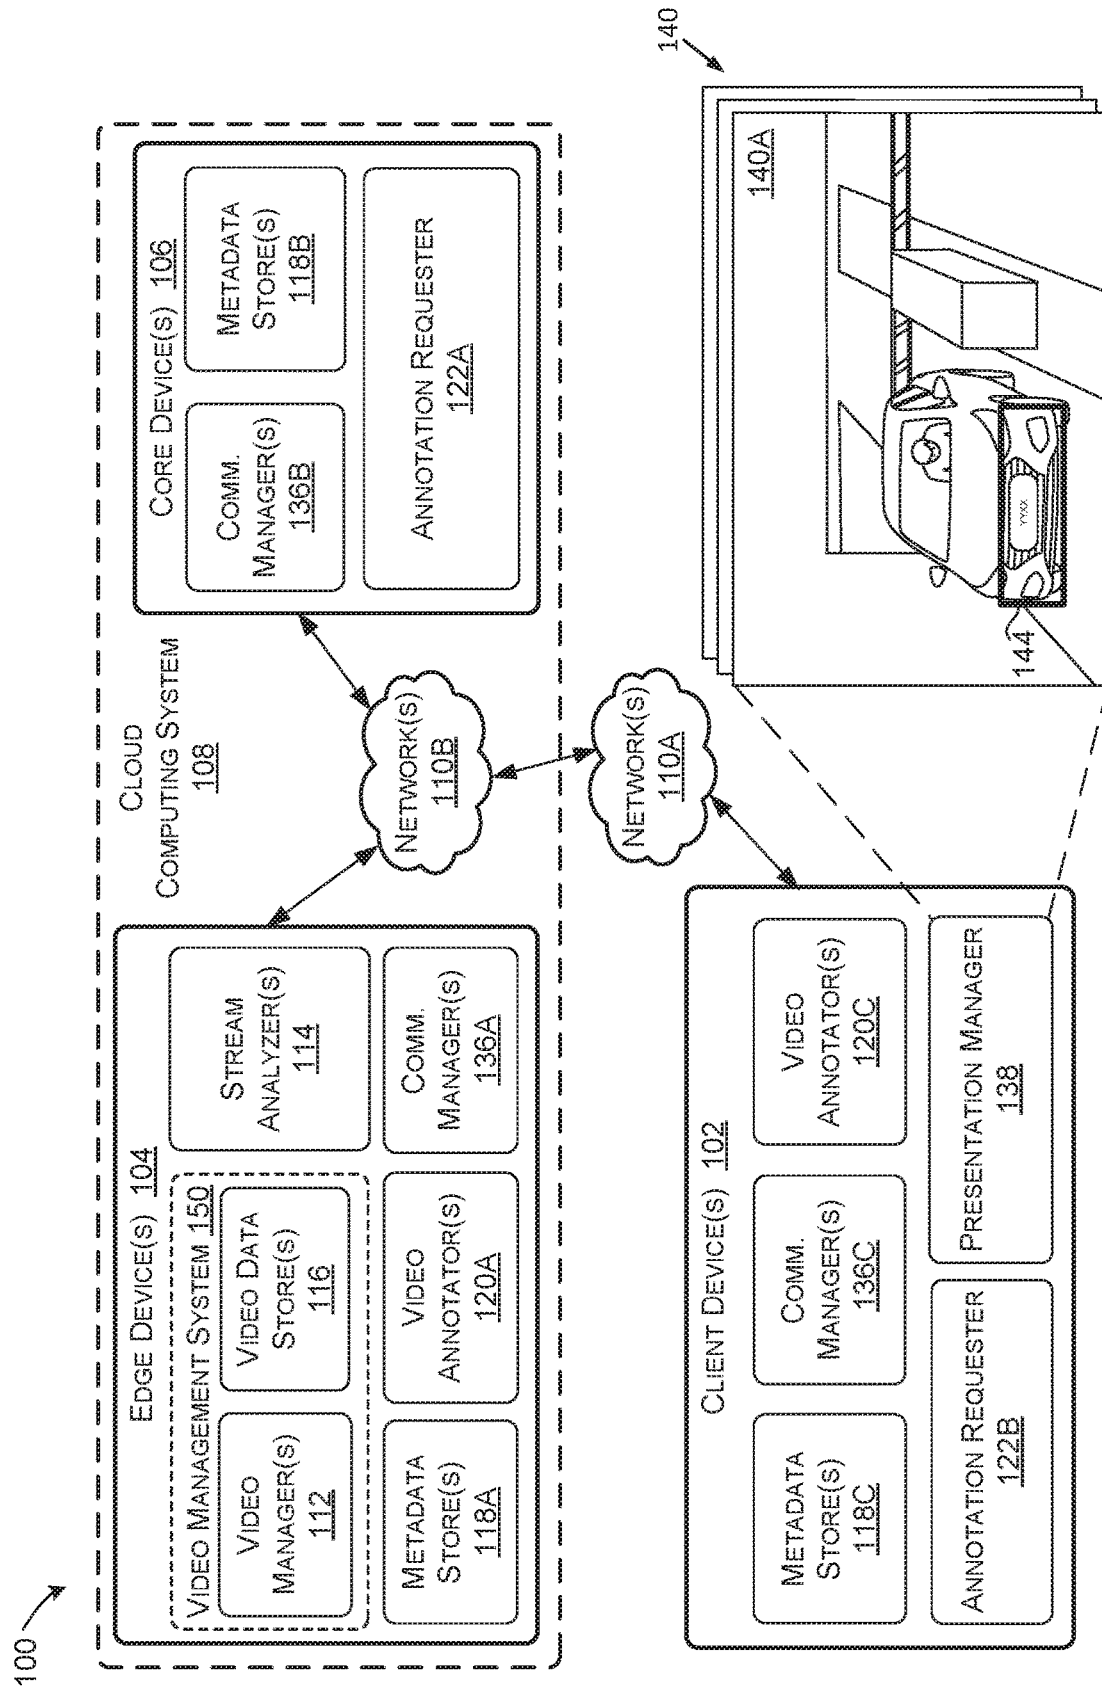 100
CLOUD
COMPUTING SYSTEM
108
EDGE DEVICE(S) 104
VIDEO MANAGEMENT SYSTEM 150
VIDEO
MANAGER(S)
112
VIDEO DATA
STORE(S)
116
STREAM
ANALYZER(S)
114
METADATA
STORE(S)
118A
VIDEO
ANNOTATOR(S)
120A
COMM.
MANAGER(S)
136A
CORE DEVICE(S) 106
COMM.
MANAGER(S)
136B
METADATA
STORE(S)
118B
ANNOTATION REQUESTER
122A
NETWORK(S)
110B
NETWORK(S)
110A
CLIENT DEVICE(S) 102
METADATA
STORE(S)
118C
COMM.
MANAGER(S)
136C
VIDEO
ANNOTATOR(S)
120C
ANNOTATION REQUESTER
122B
PRESENTATION MANAGER
138
140
140A
144
YYXX